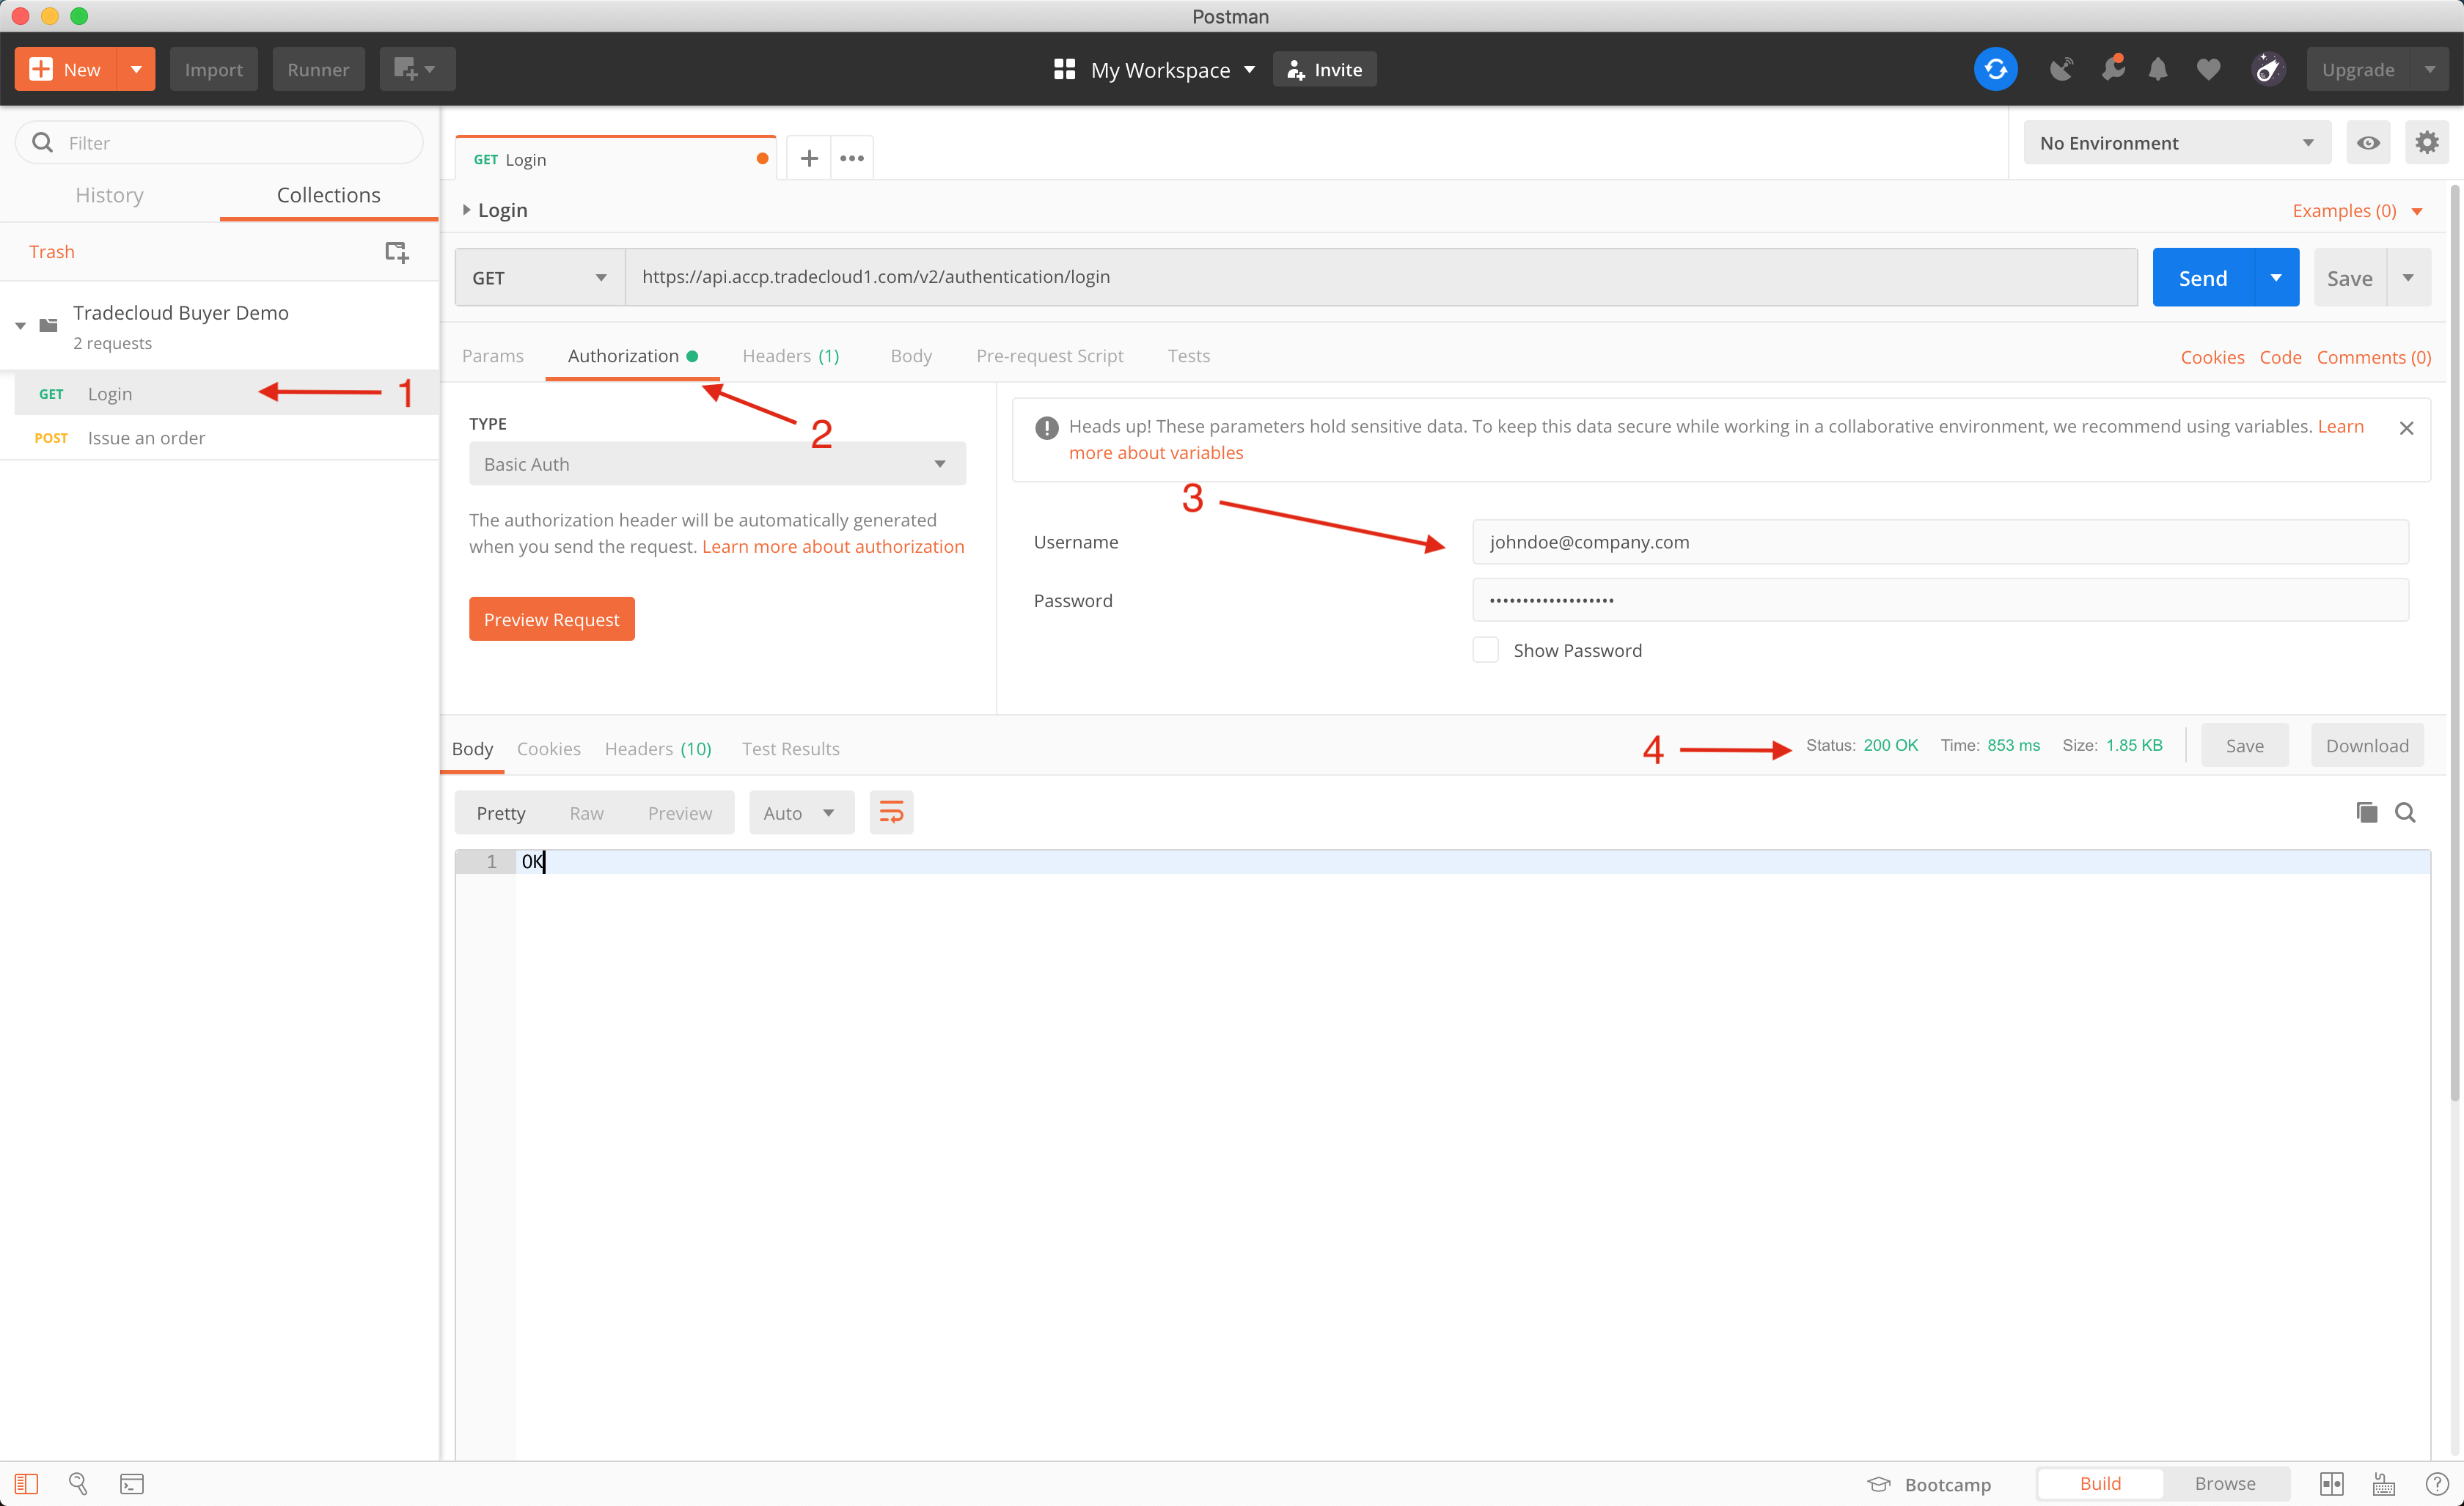 Postman
New
Import
Runner
My Workspace
Invite
Upgrade
Filter
History
Collections
Trash
Tradecloud Buyer Demo
2 requests
GET Login
1
POST Issue an order
GET Login
No Environment
Login
Examples (0)
GET
https://api.accp.tradecloud1.com/v2/authentication/login
Send
Save
Params
Authorization
Headers (1)
Body
Pre-request Script
Tests
Cookies
Code
Comments (0)
2
TYPE
Basic Auth
The authorization header will be automatically generated
when you send the request. Learn more about authorization
Preview Request
Heads up! These parameters hold sensitive data. To keep this data secure while working in a collaborative environment, we recommend using variables. Learn
more about variables
3
Username
johndoe@company.com
Password
Show Password
Body
Cookies
Headers (10)
Test Results
4
Status: 200 OK
Time: 853 ms
Size: 1.85 KB
Save
Download
Pretty
Raw
Preview
Auto
1
OK
Bootcamp
Build
Browse